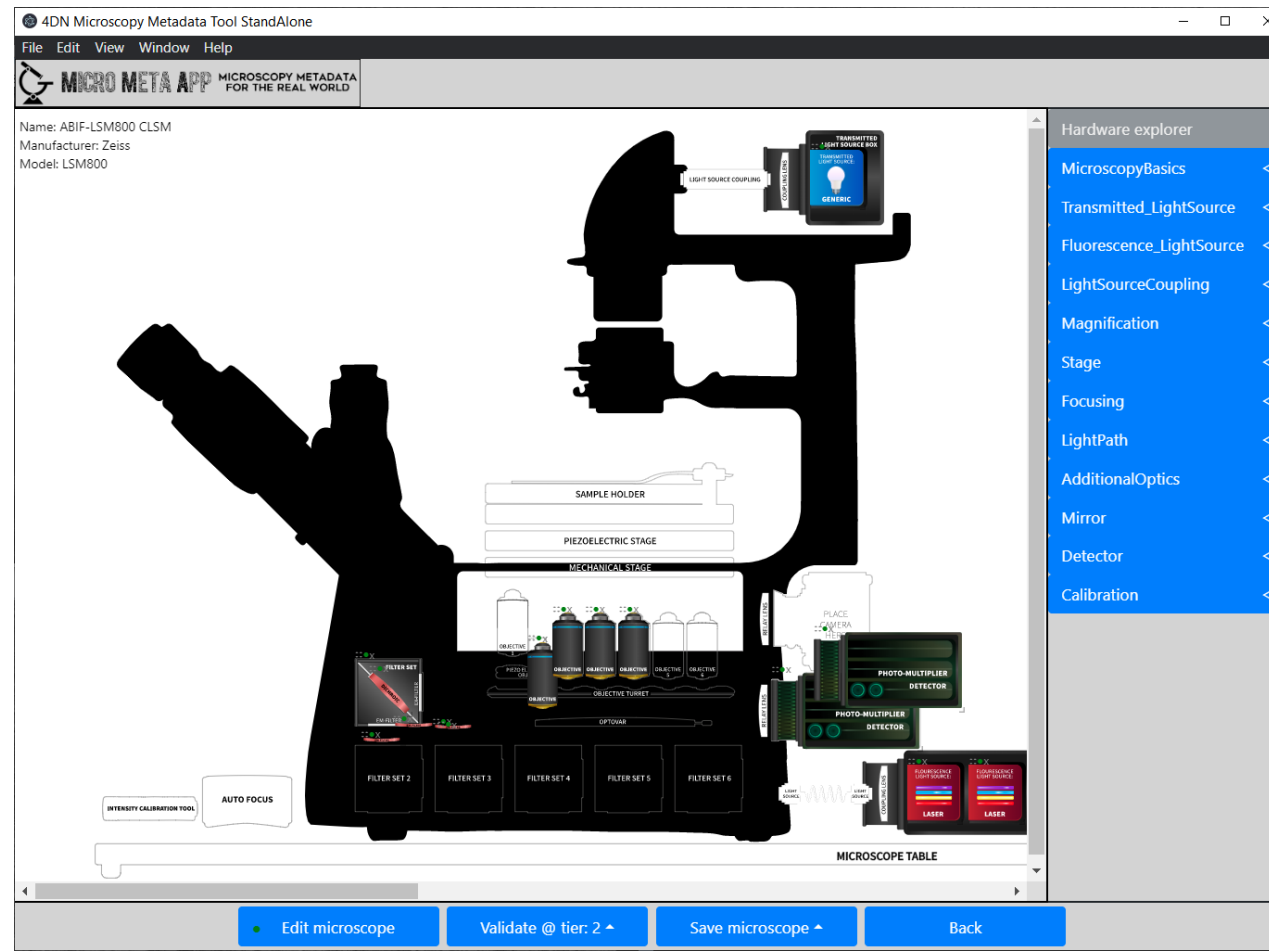 4DN Microscopy Metadata Tool StandAlone
File Edit View Window Help
MICRO META APP
MICROSCOPY METADATA
FOR THE REAL WORLD
Name: ABIF-LSM800 CLSM
Manufacturer: Zeiss
Model: LSM800
TRANSMITTED
LIGHT SOURCE BOX
TRANSMITTED
LIGHT SOURCE:
GENERIC
COUPLING LENS
LIGHT SOURCE COUPLING
SAMPLE HOLDER
PIEZOELECTRIC STAGE
MECHANICAL STAGE
RELAY LENS
PLACE
CAMERA
HERE
OBJECTIVE
OBJECTIVE
OBJECTIVE
OBJECTIVE
OBJECTIVE
5
OBJECTIVE
6
OBJECTIVE
OBJECTIVE TURRET
OPTOVAR
FILTER SET
EM-FILTER
PHOTO-MULTIPLIER
DETECTOR
RELAY LENS
PHOTO-MULTIPLIER
DETECTOR
FILTER SET 2
FILTER SET 3
FILTER SET 4
FILTER SET 5
FILTER SET 6
LIGHT
SOURCE
LIGHT
SOURCE
COUPLING LENS
FLOURESCENCE
LIGHT SOURCE:
LASER
FLOURESCENCE
LIGHT SOURCE:
LASER
INTENSITY CALIBRATION TOOL
AUTO FOCUS
MICROSCOPE TABLE
Hardware explorer
MicroscopyBasics
Transmitted_LightSource
Fluorescence_LightSource
LightSourceCoupling
Magnification
Stage
Focusing
LightPath
AdditionalOptics
Mirror
Detector
Calibration
Edit microscope
Validate @ tier: 2
Save microscope
Back